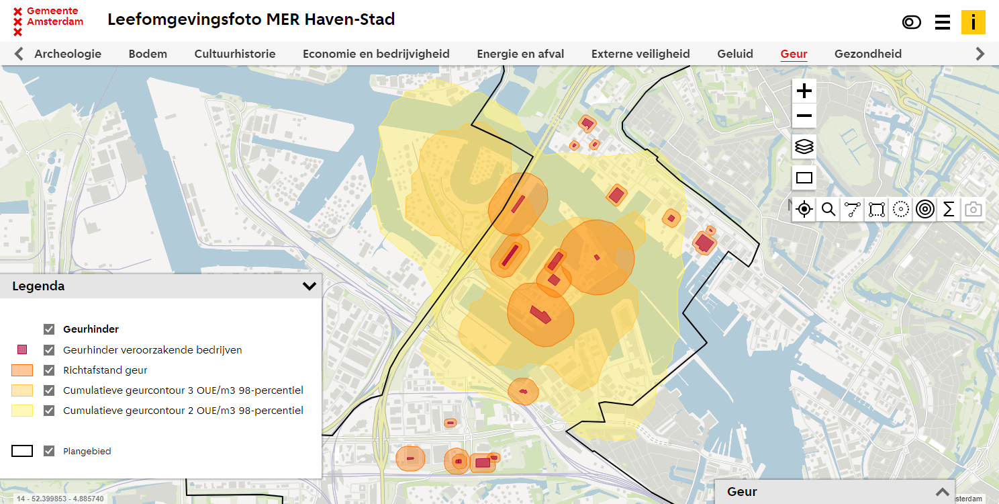 Gemeente
Amsterdam
Leefomgevingsfoto MER Haven-Stad
i
Archeologie Bodem Cultuurhistorie Economie en bedrijvigheid Energie en afval Externe veiligheid Geluid Geur Gezondheid
Legenda
Geurhinder
Geurhinder veroorzakende bedrijven
Richtafstand geur
Cumulatieve geurcontour 3 OUE/m3 98-percentiel
Cumulatieve geurcontour 2 OUE/m3 98-percentiel
Plangebied
Geur
14 - 52.399853 - 4.885740
sterdam